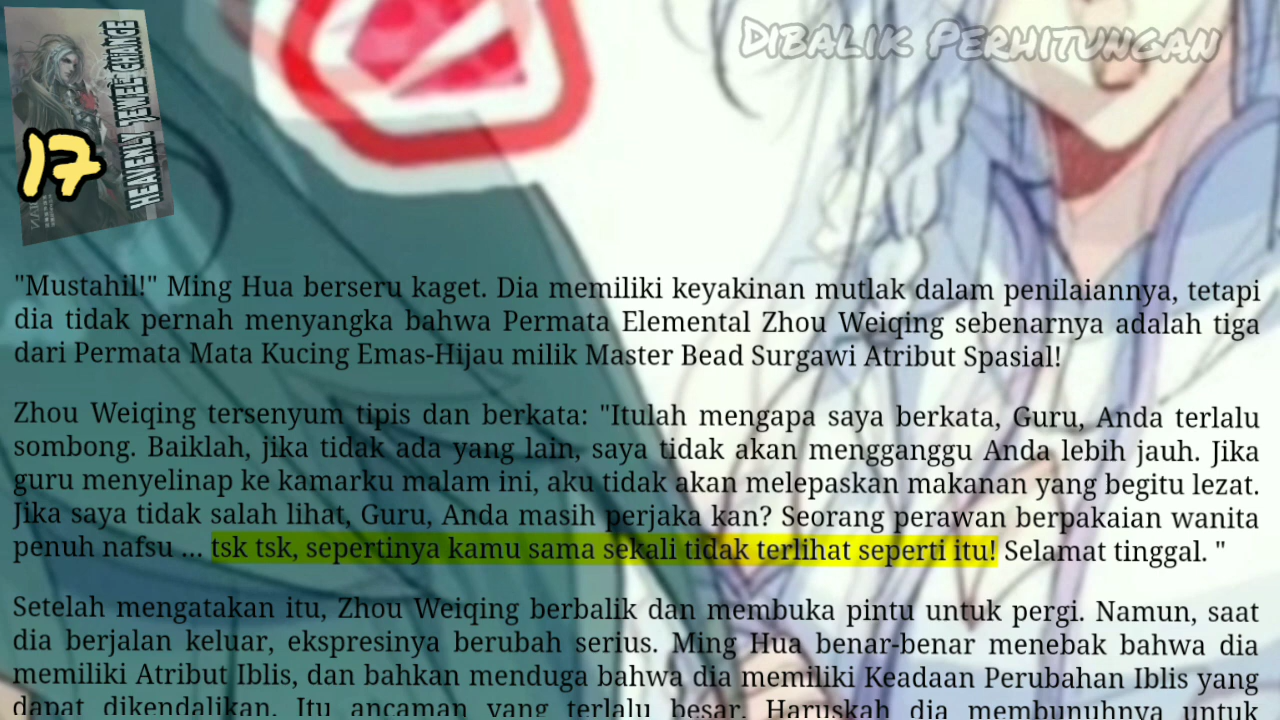 DIBALIK PERHITUNGAN
HEAVENLY JEWEL CHANGE
17
"Mustahil!" Ming Hua berseru kaget. Dia memiliki keyakinan mutlak dalam penilaiannya, tetapi
dia tidak pernah menyangka bahwa Permata Elemental Zhou Weiqing sebenarnya adalah tiga
dari Permata Mata Kucing Emas-Hijau milik Master Bead Surgawi Atribut Spasial!
Zhou Weiqing tersenyum tipis dan berkata: "Itulah mengapa saya berkata, Guru, Anda terlalu
sombong. Baiklah, jika tidak ada yang lain, saya tidak akan mengganggu Anda lebih jauh. Jika
guru menyelinap ke kamarku malam ini, aku tidak akan melepaskan makanan yang begitu lezat.
Jika saya tidak salah lihat, Guru, Anda masih perjaka kan? Seorang perawan berpakaian wanita
penuh nafsu ... tsk tsk, sepertinya kamu sama sekali tidak terlihat seperti itu! Selamat tinggal. "
Setelah mengatakan itu, Zhou Weiqing berbalik dan membuka pintu untuk pergi. Namun, saat
dia berjalan keluar, ekspresinya berubah serius. Ming Hua benar-benar menebak bahwa dia
memiliki Atribut Iblis, dan bahkan menduga bahwa dia memiliki Keadaan Perubahan Iblis yang
dapat dikendalikan. Itu ancaman yang terlalu besar. Haruskah dia membunuhnya untuk